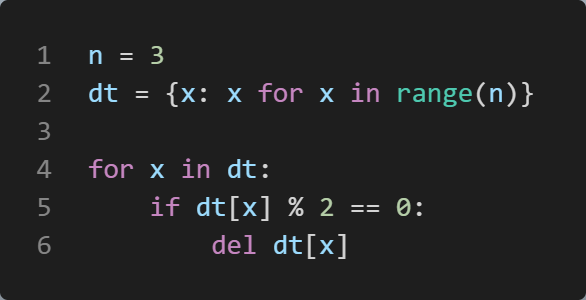 1 n = 3
2 dt = {x: x for x in range(n)}
3
4 for x in dt:
5     if dt[x] % 2 == 0:
6         del dt[x]